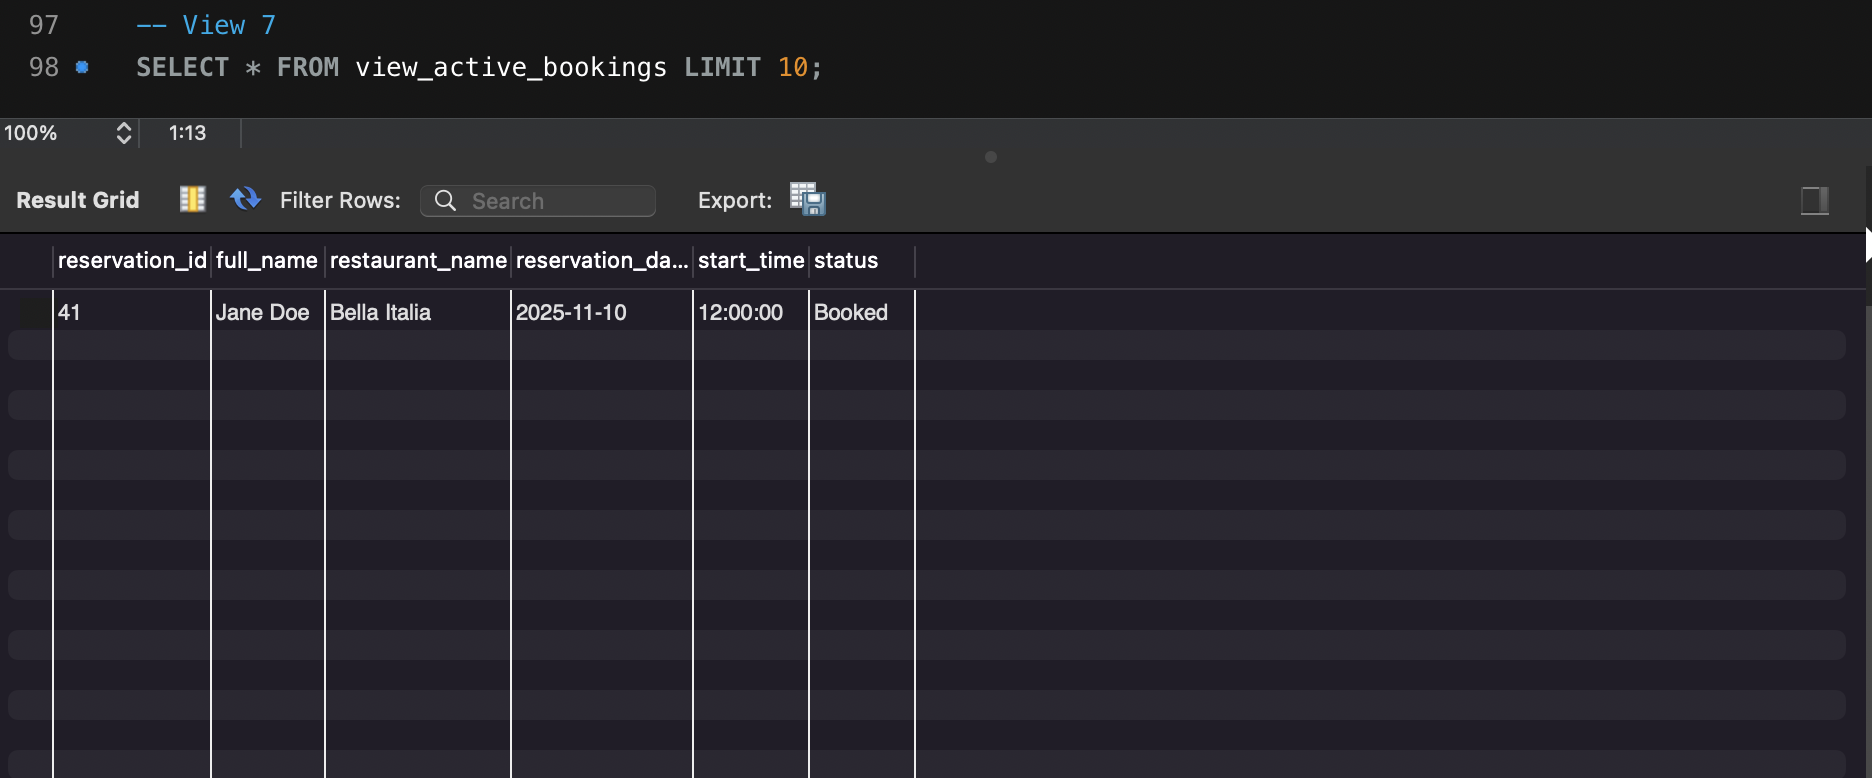 97 -- View 7
98 SELECT * FROM view_active_bookings LIMIT 10;
100% 1:13
Result Grid Filter Rows: Search Export:
reservation_id full_name restaurant_name reservation_da... start_time status
41 Jane Doe Bella Italia 2025-11-10 12:00:00 Booked